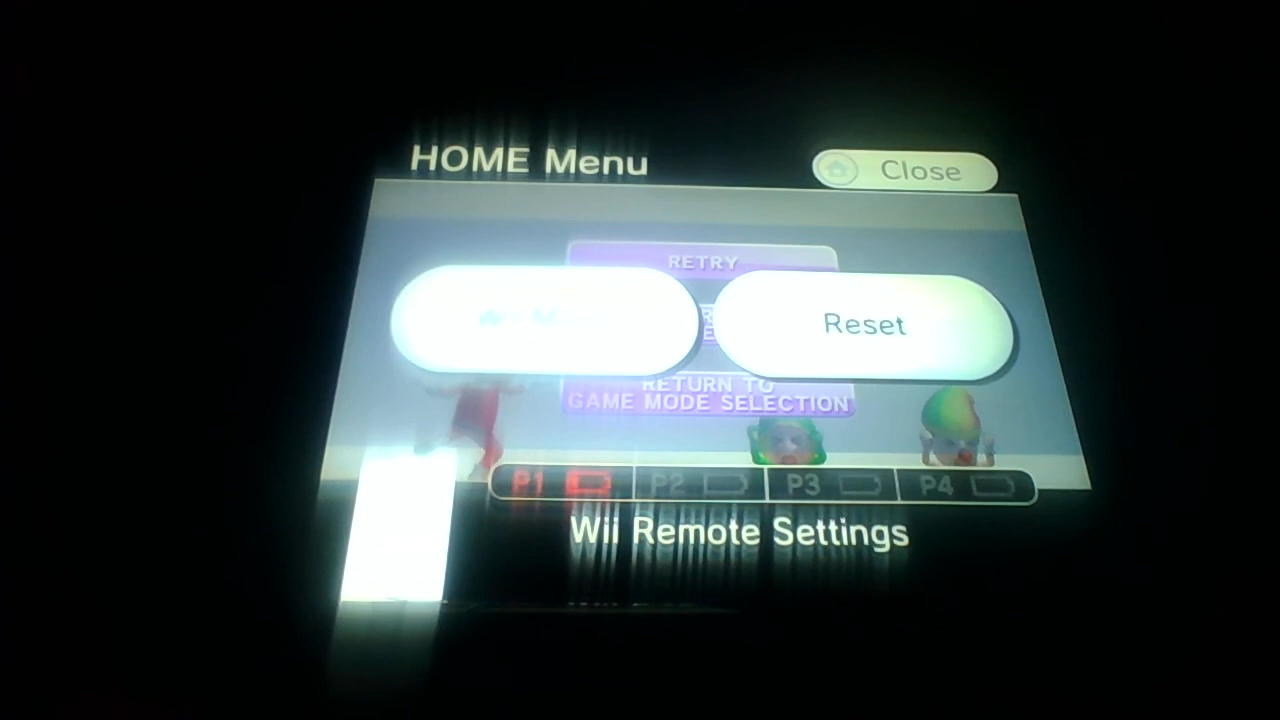 HOME Menu
Close
RETRY
Reset
RETURN TO
GAME MODE SELECTION
P1
P2
P3
P4
Wii Remote Settings